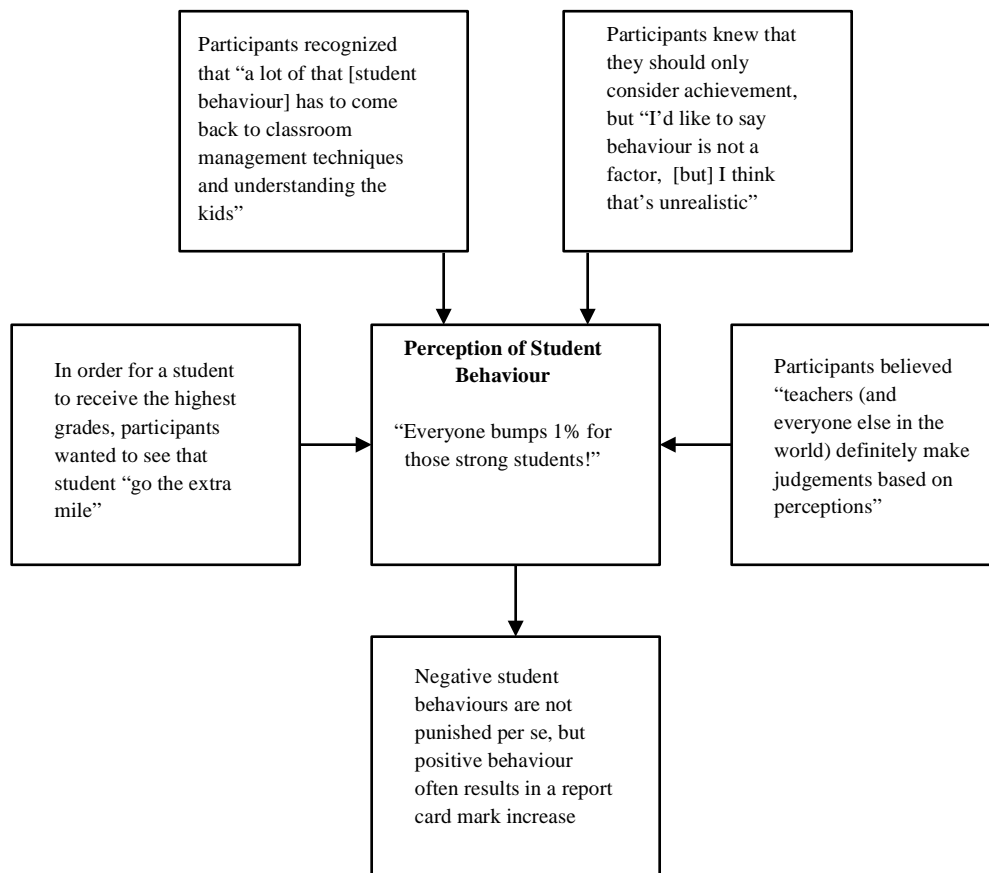 Participants recognized
that “a lot of that [student
behaviour] has to come
back to classroom
management techniques
and understanding the
kids”
Participants knew that
they should only
consider achievement,
but “I’d like to say
behaviour is not a
factor,  [but] I think
that’s unrealistic”
In order for a student
to receive the highest
grades, participants
wanted to see that
student “go the extra
mile”
Perception of Student
Behaviour
“Everyone bumps 1% for
those strong students!”
Participants believed
“teachers (and
everyone else in the
world) definitely make
judgements based on
perceptions”
Negative student
behaviours are not
punished per se, but
positive behaviour
often results in a report
card mark increase